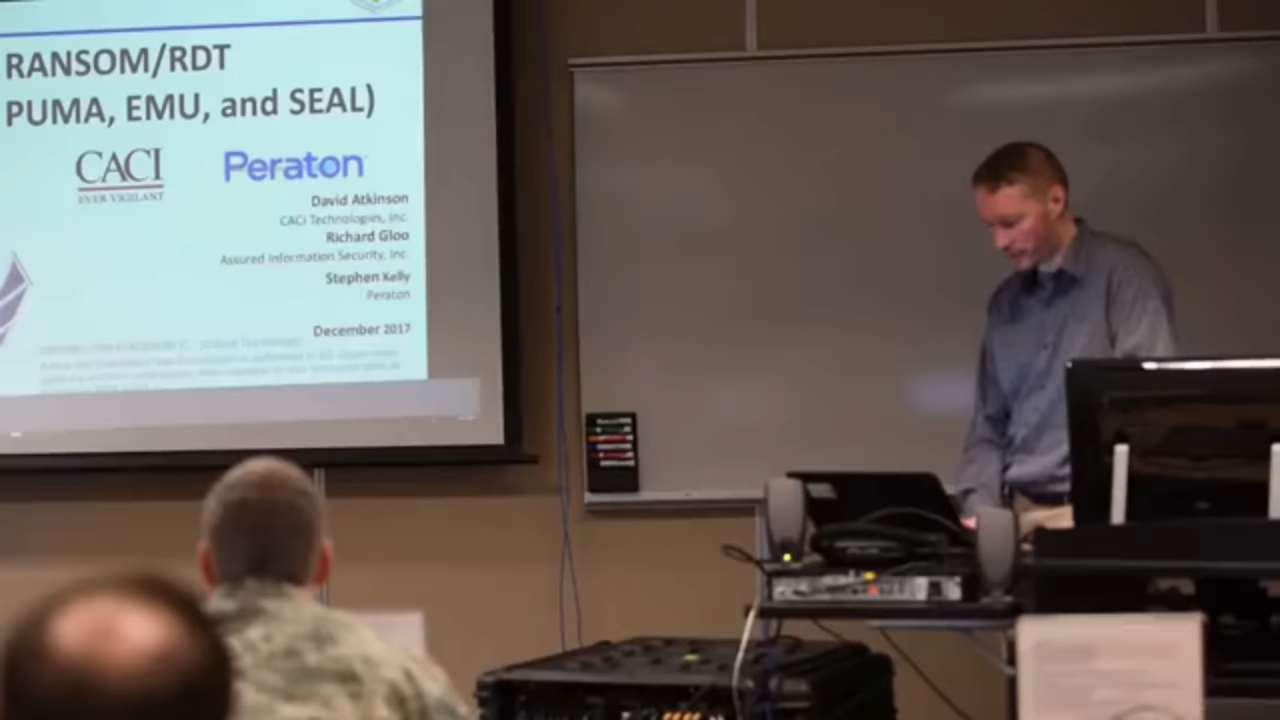 RANSOM/RDT
PUMA, EMU, and SEAL)
CACI
EVER VIGILANT
Peraton
David Atkinson
CACI Technologies, Inc.
Richard Gloo
Assured Information Security, Inc.
Stephen Kelly
Peraton
December 2017